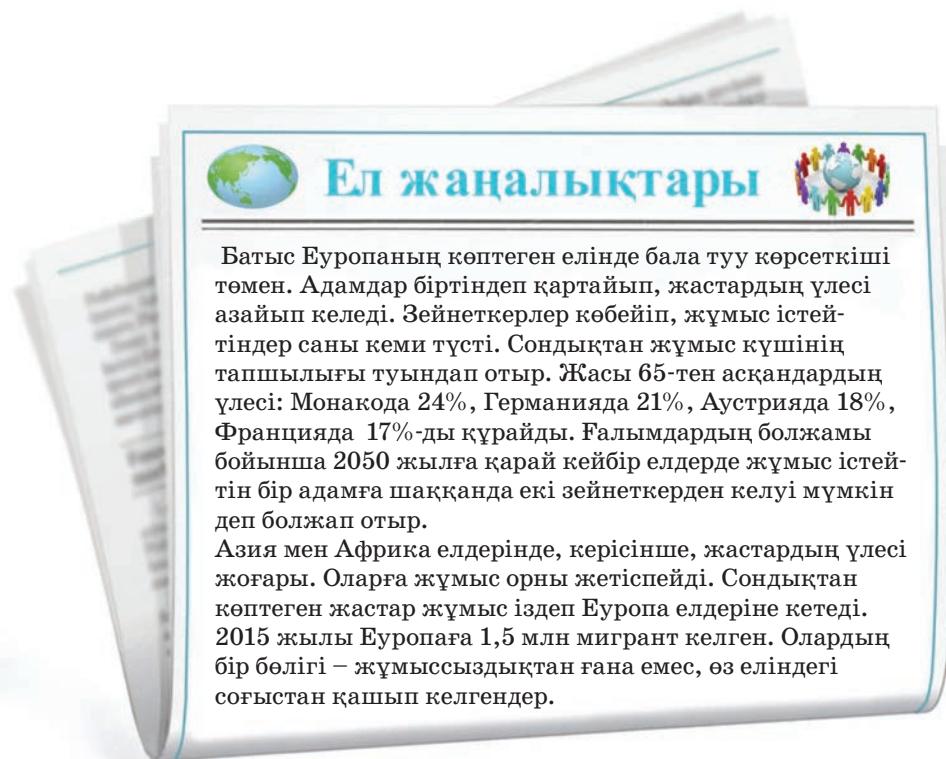 Ел жаңалықтары
Батыс Еуропаның көптеген елінде бала туу көрсеткіші
төмен. Адамдар біртіндеп қартайып, жастардың үлесі
азайып келеді. Зейнеткерлер көбейіп, жұмыс істей-
тіндер саны кеми түсті. Сондықтан жұмыс күшінің
тапшылығы туындап отыр. Жасы 65-тен асқандардың
үлесі: Монакода 24%, Германияда 21%, Аустрияда 18%,
Францияда 17%-ды құрайды. Ғалымдардың болжамы
бойынша 2050 жылға қарай кейбір елдерде жұмыс істей-
тін бір адамға шаққанда екі зейнеткерден келуі мүмкін
деп болжап отыр.
Азия мен Африка елдерінде, керісінше, жастардың үлесі
жоғары. Оларға жұмыс орны жетіспейді. Сондықтан
көптеген жастар жұмыс іздеп Еуропа елдеріне кетеді.
2015 жылы Еуропаға 1,5 млн мигрант келген. Олардың
бір бөлігі – жұмыссыздықтан ғана емес, өз еліндегі
соғыстан қашып келгендер.